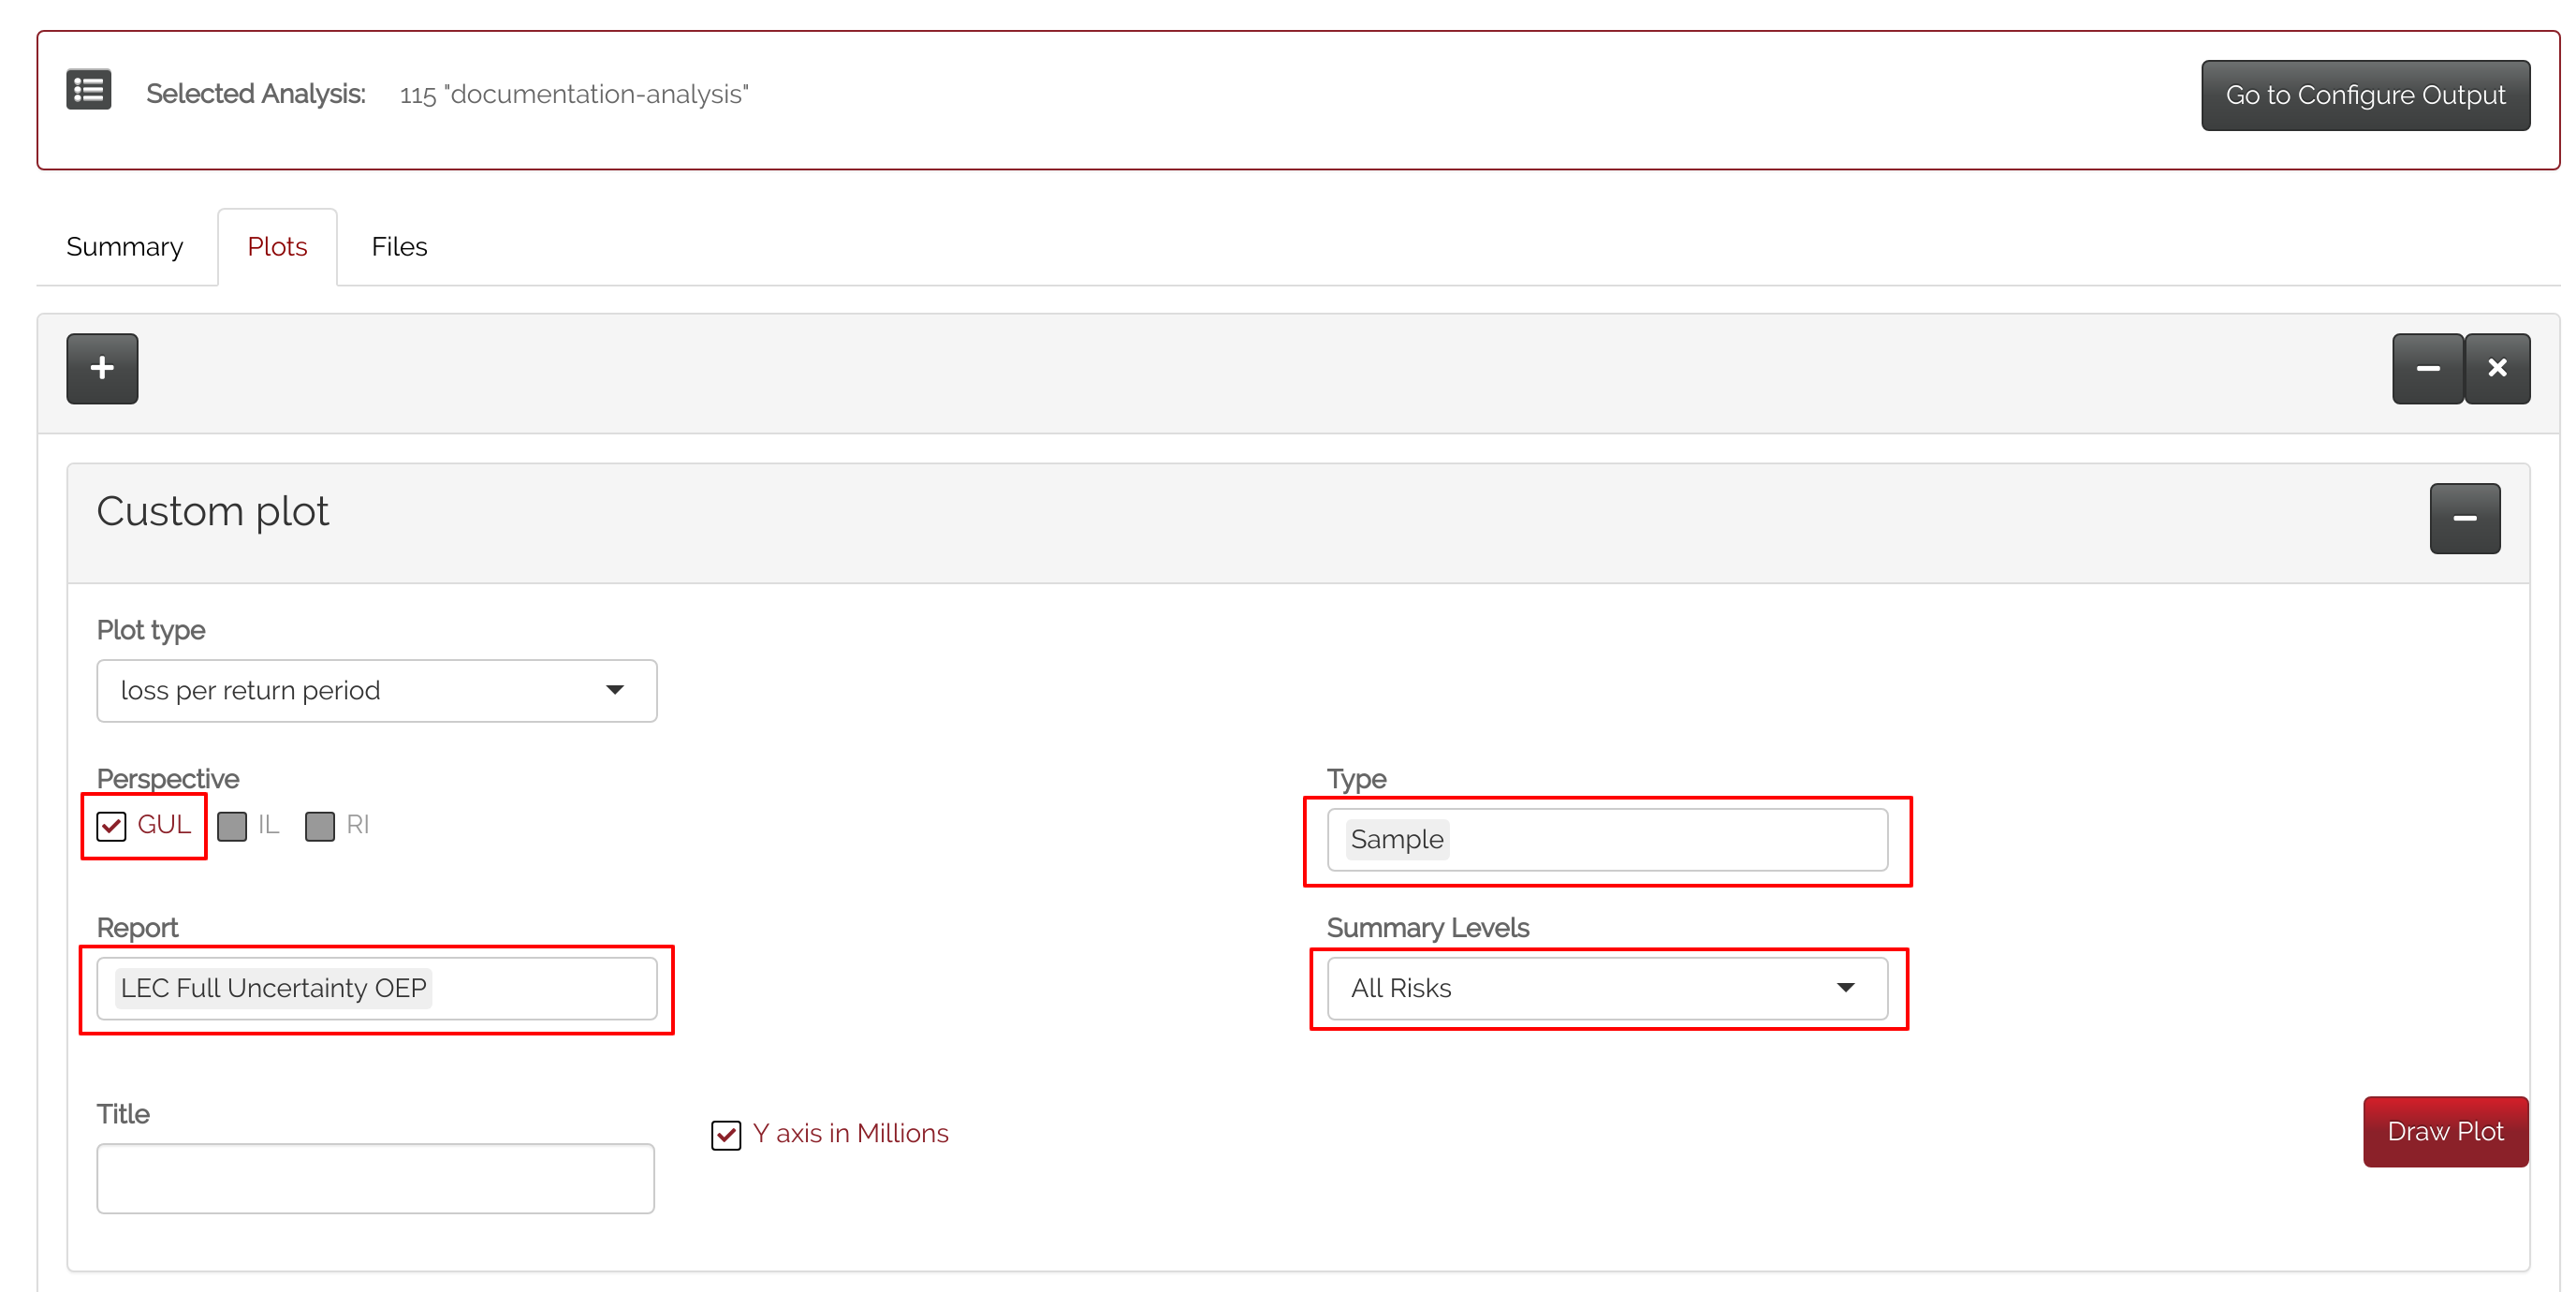 Selected Analysis: 115 "documentation-analysis" Go to Configure Output
Summary Plots Files
Custom plot
Plot type
loss per return period
Perspective Type
GUL IL RI
Sample
Report Summary Levels
LEC Full Uncertainty OEP All Risks
Title
Y axis in Millions Draw Plot